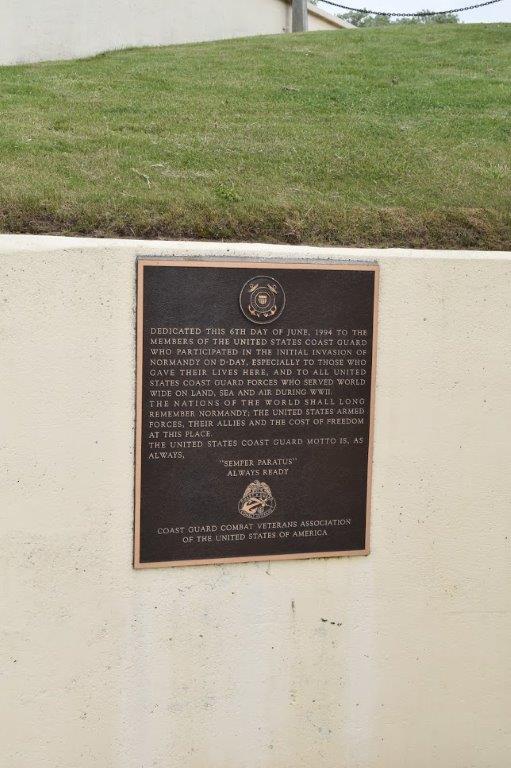 DEDICATED THIS 6TH DAY OF JUNE, 1994 TO THE
MEMBERS OF THE UNITED STATES COAST GUARD
WHO PARTICIPATED IN THE INITIAL INVASION OF
NORMANDY ON D-DAY, ESPECIALLY TO THOSE WHO
GAVE THEIR LIVES HERE, AND TO ALL UNITED
STATES COAST GUARD FORCES WHO SERVED WORLD
WIDE ON LAND, SEA AND AIR DURING WWII.
THE NATIONS OF THE WORLD SHALL LONG
REMEMBER NORMANDY; THE UNITED STATES ARMED
FORCES, THEIR ALLIES AND THE COST OF FREEDOM
AT THIS PLACE.
THE UNITED STATES COAST GUARD MOTTO IS, AS
ALWAYS,
"SEMPER PARATUS"
ALWAYS READY
COAST GUARD COMBAT VETERANS ASSOCIATION
OF THE UNITED STATES OF AMERICA